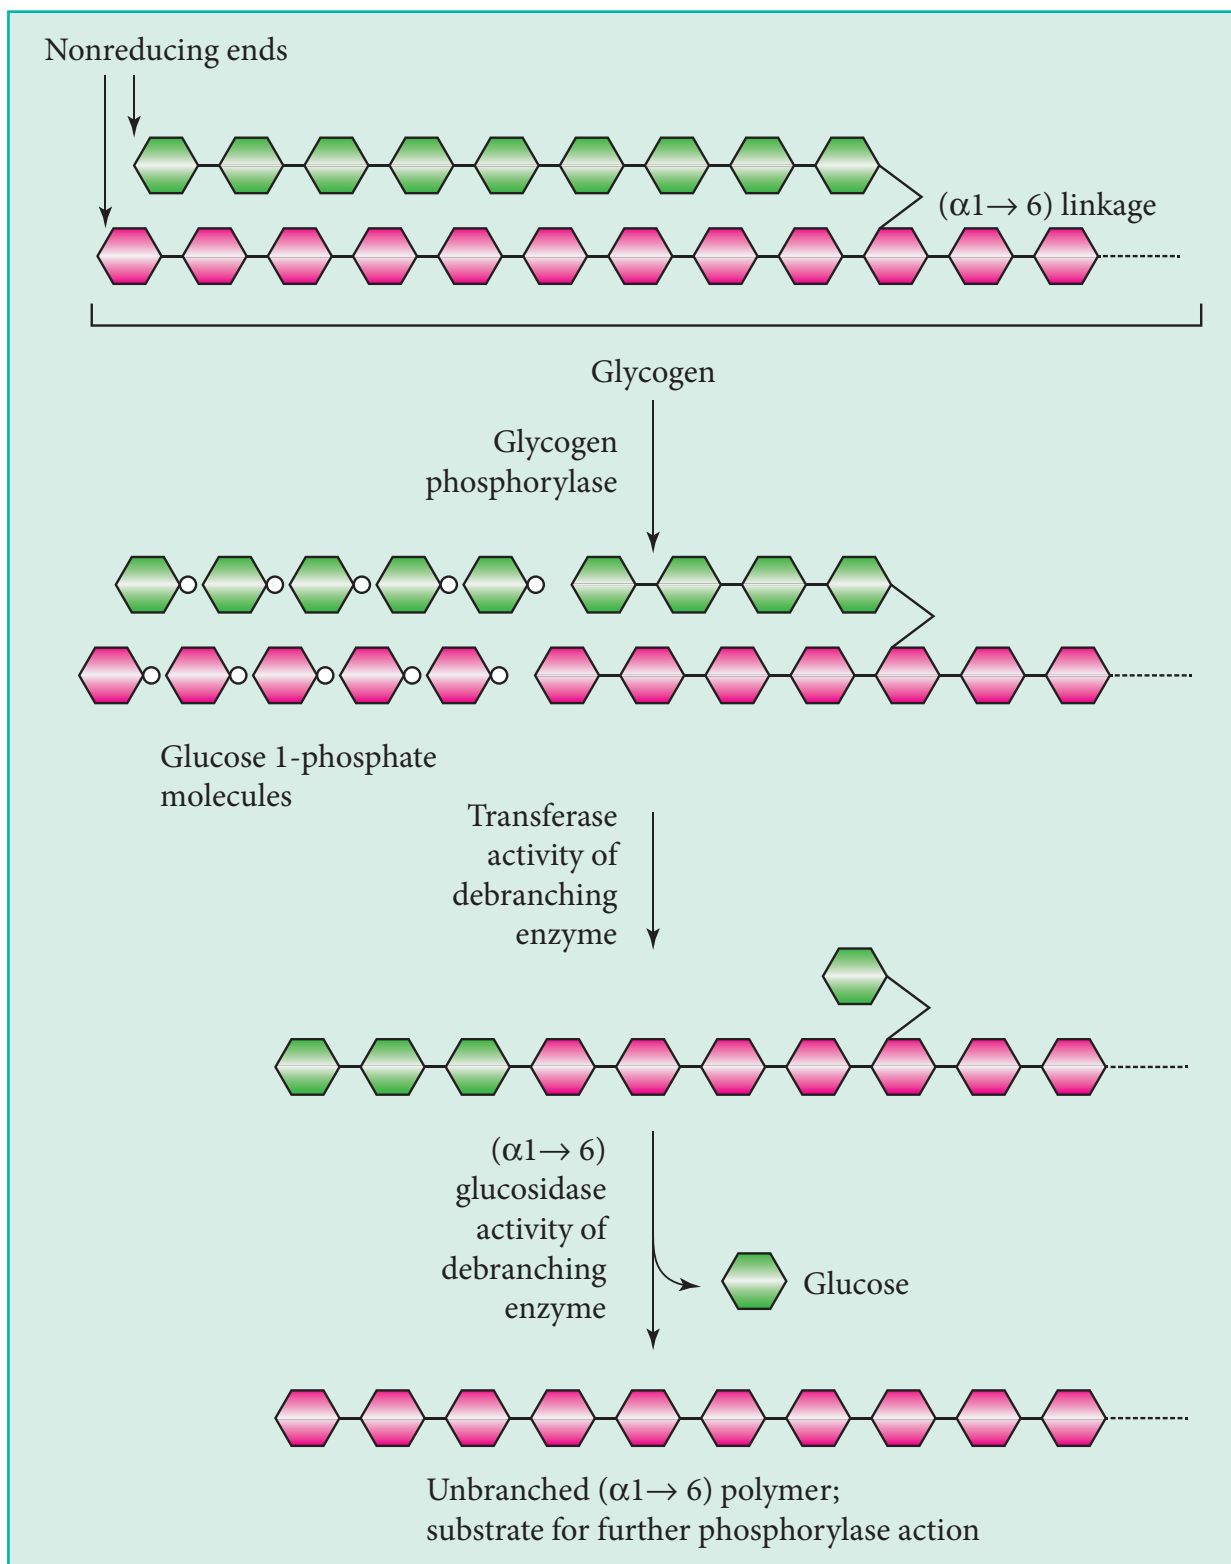 Nonreducing ends
(α1→ 6) linkage
Glycogen
Glycogen
phosphorylase
Glucose 1-phosphate
molecules
Transferase
activity of
debranching
enzyme
(α1→ 6)
glucosidase
activity of
debranching
enzyme
Glucose
Unbranched (α1→ 6) polymer;
substrate for further phosphorylase action